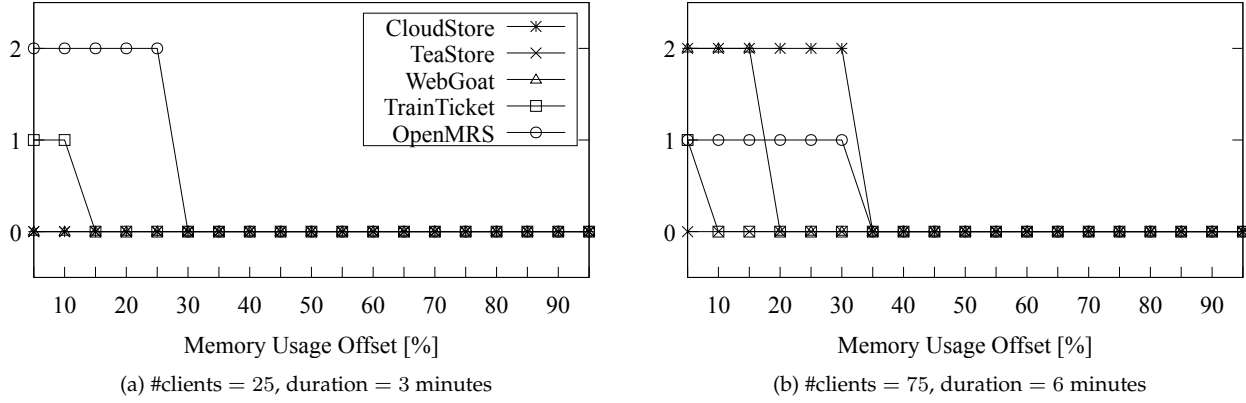 2
1
0
CloudStore
TeaStore
WebGoat
TrainTicket
OpenMRS
10 20 30 40 50 60 70 80 90
Memory Usage Offset [%]
(a) #clients = 25, duration = 3 minutes
2
1
0
10 20 30 40 50 60 70 80 90
Memory Usage Offset [%]
(b) #clients = 75, duration = 6 minutes